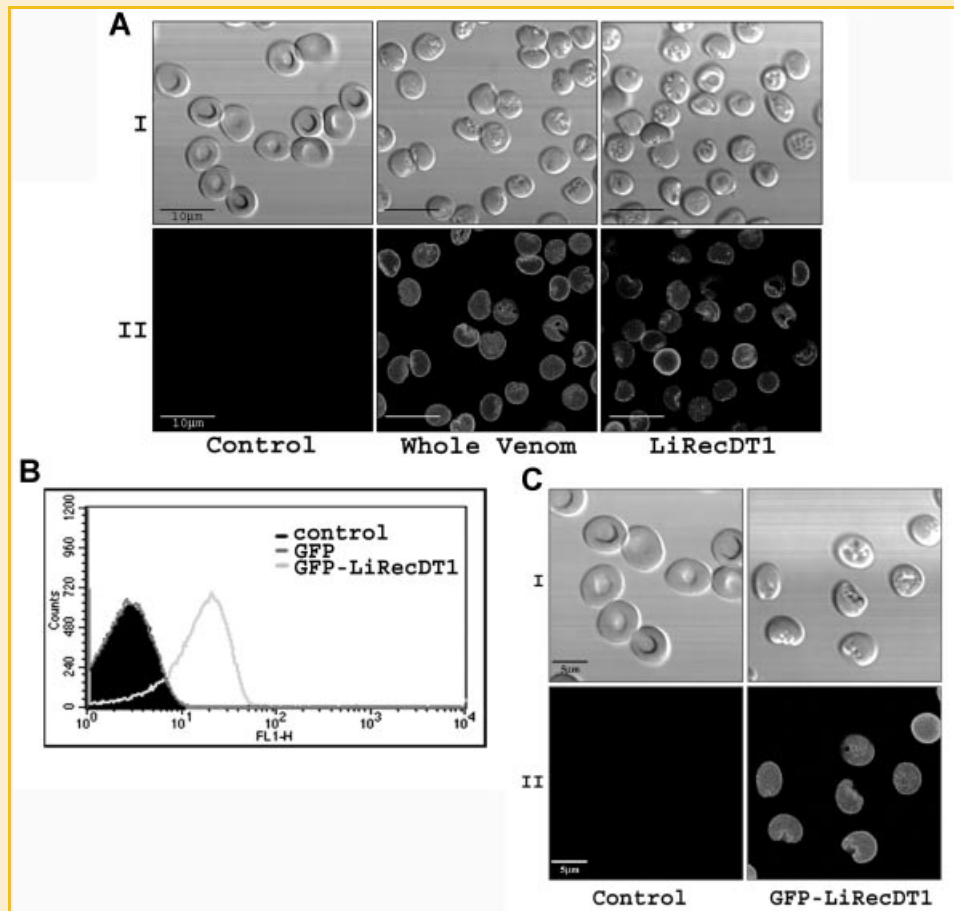 A
I
10µm
II
10µm
Control Whole Venom LiRecDT1
B
control
GFP
GFP-LiRecDT1
1200
960
720
480
240
0
Counts
10⁰ 10¹ 10² 10³ 10⁴
FL1-H
C
I
5µm
II
5µm
Control GFP-LiRecDT1